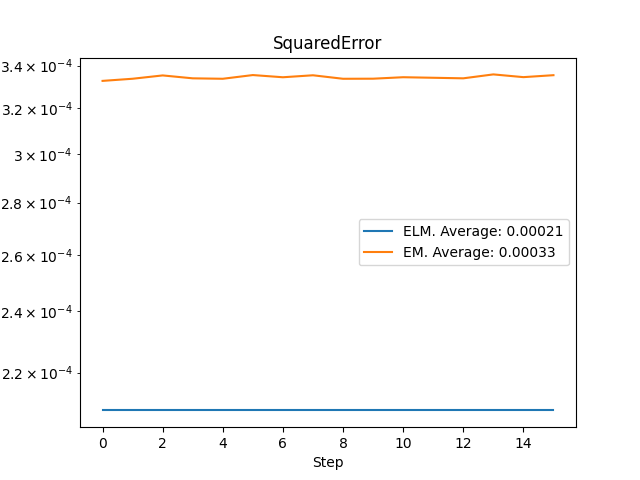 SquaredError
3.4 × 10⁻⁴
3.2 × 10⁻⁴
3 × 10⁻⁴
2.8 × 10⁻⁴
2.6 × 10⁻⁴
2.4 × 10⁻⁴
2.2 × 10⁻⁴
ELM. Average: 0.00021
EM. Average: 0.00033
0 2 4 6 8 10 12 14
Step